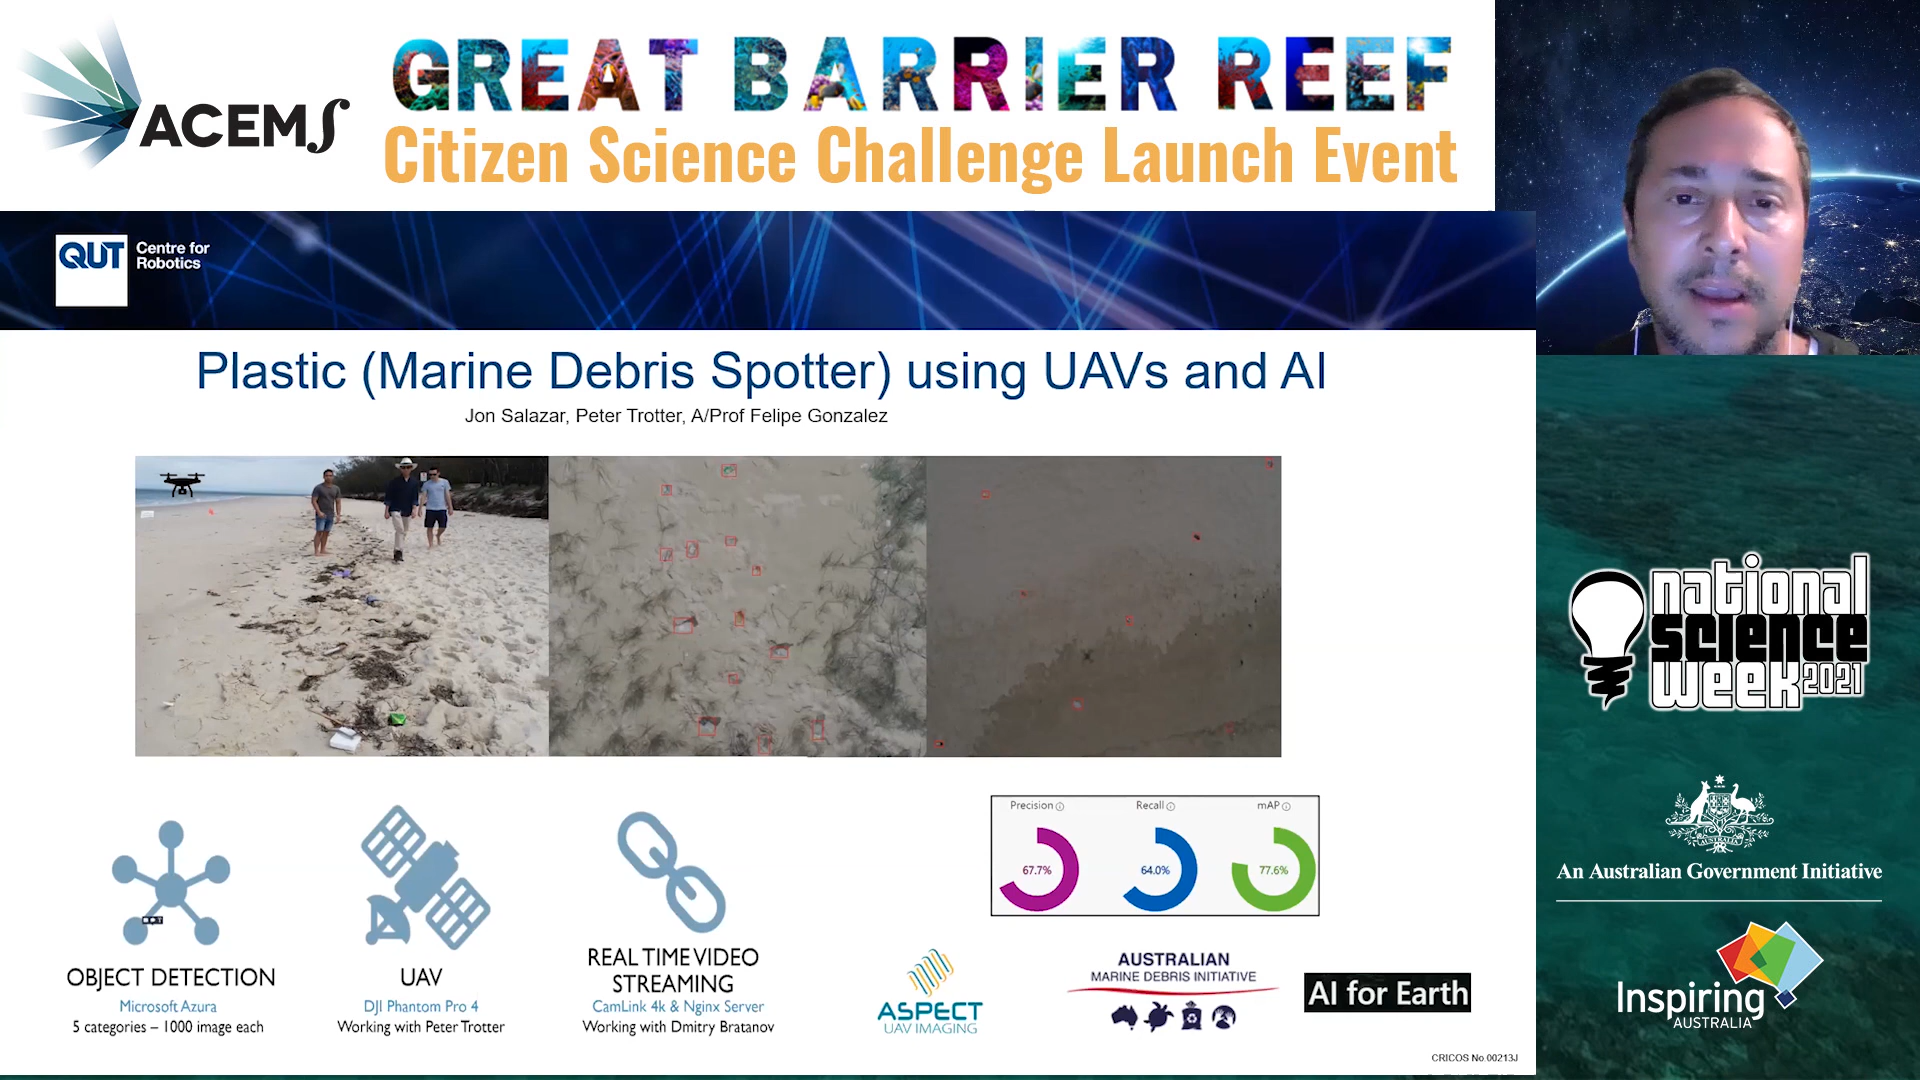 ACEMS
GREAT BARRIER REEF
Citizen Science Challenge Launch Event
QUT
Centre for
Robotics
Plastic (Marine Debris Spotter) using UAVs and AI
Jon Salazar, Peter Trotter, A/Prof Felipe Gonzalez
Precision
Recall
mAP
67.7%
64.0%
77.6%
OBJECT DETECTION
Microsoft Azura
5 categories – 1000 image each
UAV
DJI Phantom Pro 4
Working with Peter Trotter
REAL TIME VIDEO
STREAMING
CamLink 4k & Nginx Server
Working with Dmitry Bratanov
ASPECT
UAV IMAGING
AUSTRALIAN
MARINE DEBRIS INITIATIVE
AI for Earth
CRICOS No.00213J
national
science
week 2021
AUSTRALIA
An Australian Government Initiative
Inspiring
AUSTRALIA